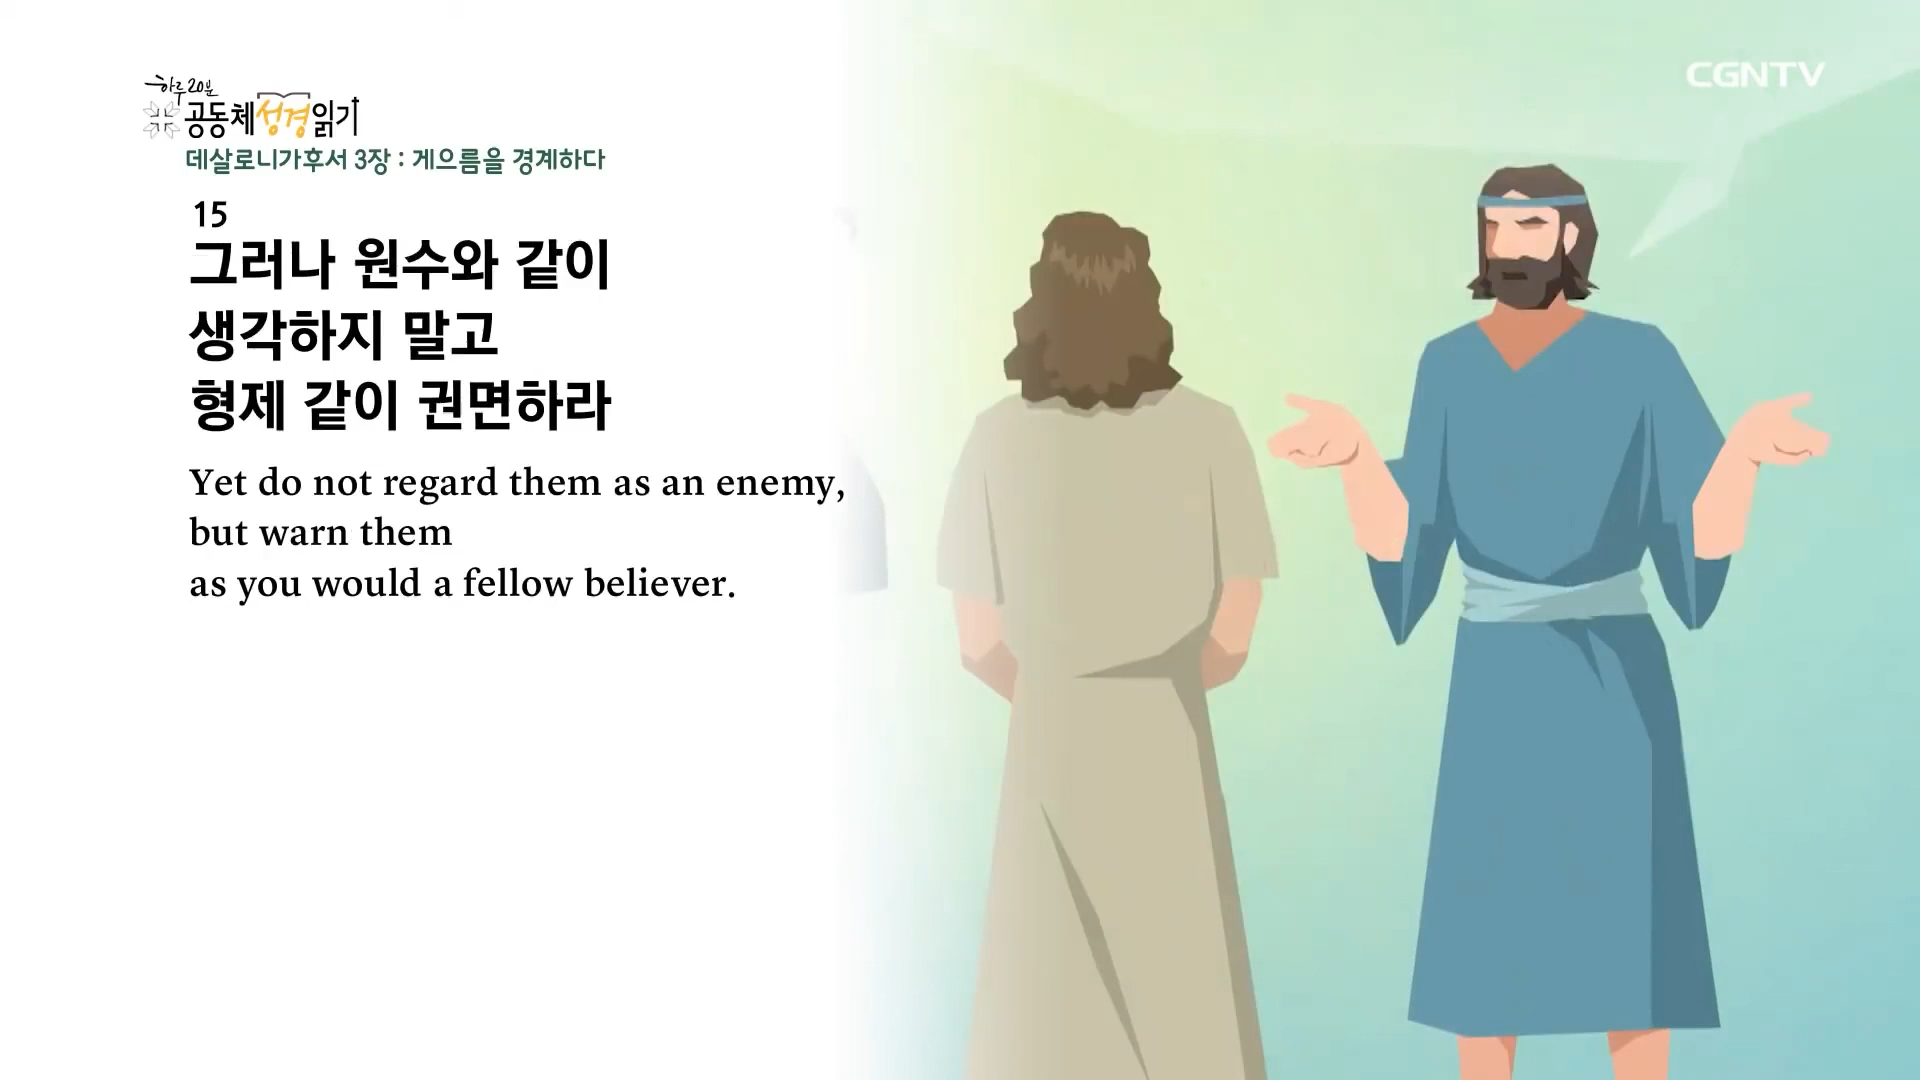 하루 20분
공동체성경읽기
CGNTV
데살로니가후서 3장 : 게으름을 경계하다
15
그러나 원수와 같이
생각하지 말고
형제 같이 권면하라
Yet do not regard them as an enemy,
but warn them
as you would a fellow believer.